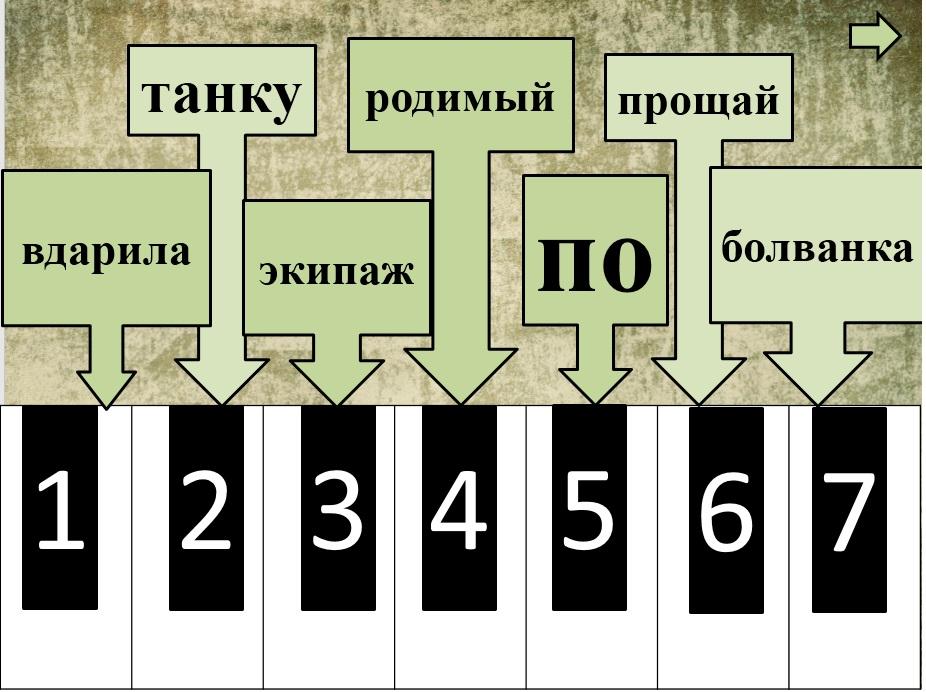 танку
родимый
прощай
вдарила
экипаж
по
болванка
1 2 3 4 5 6 7